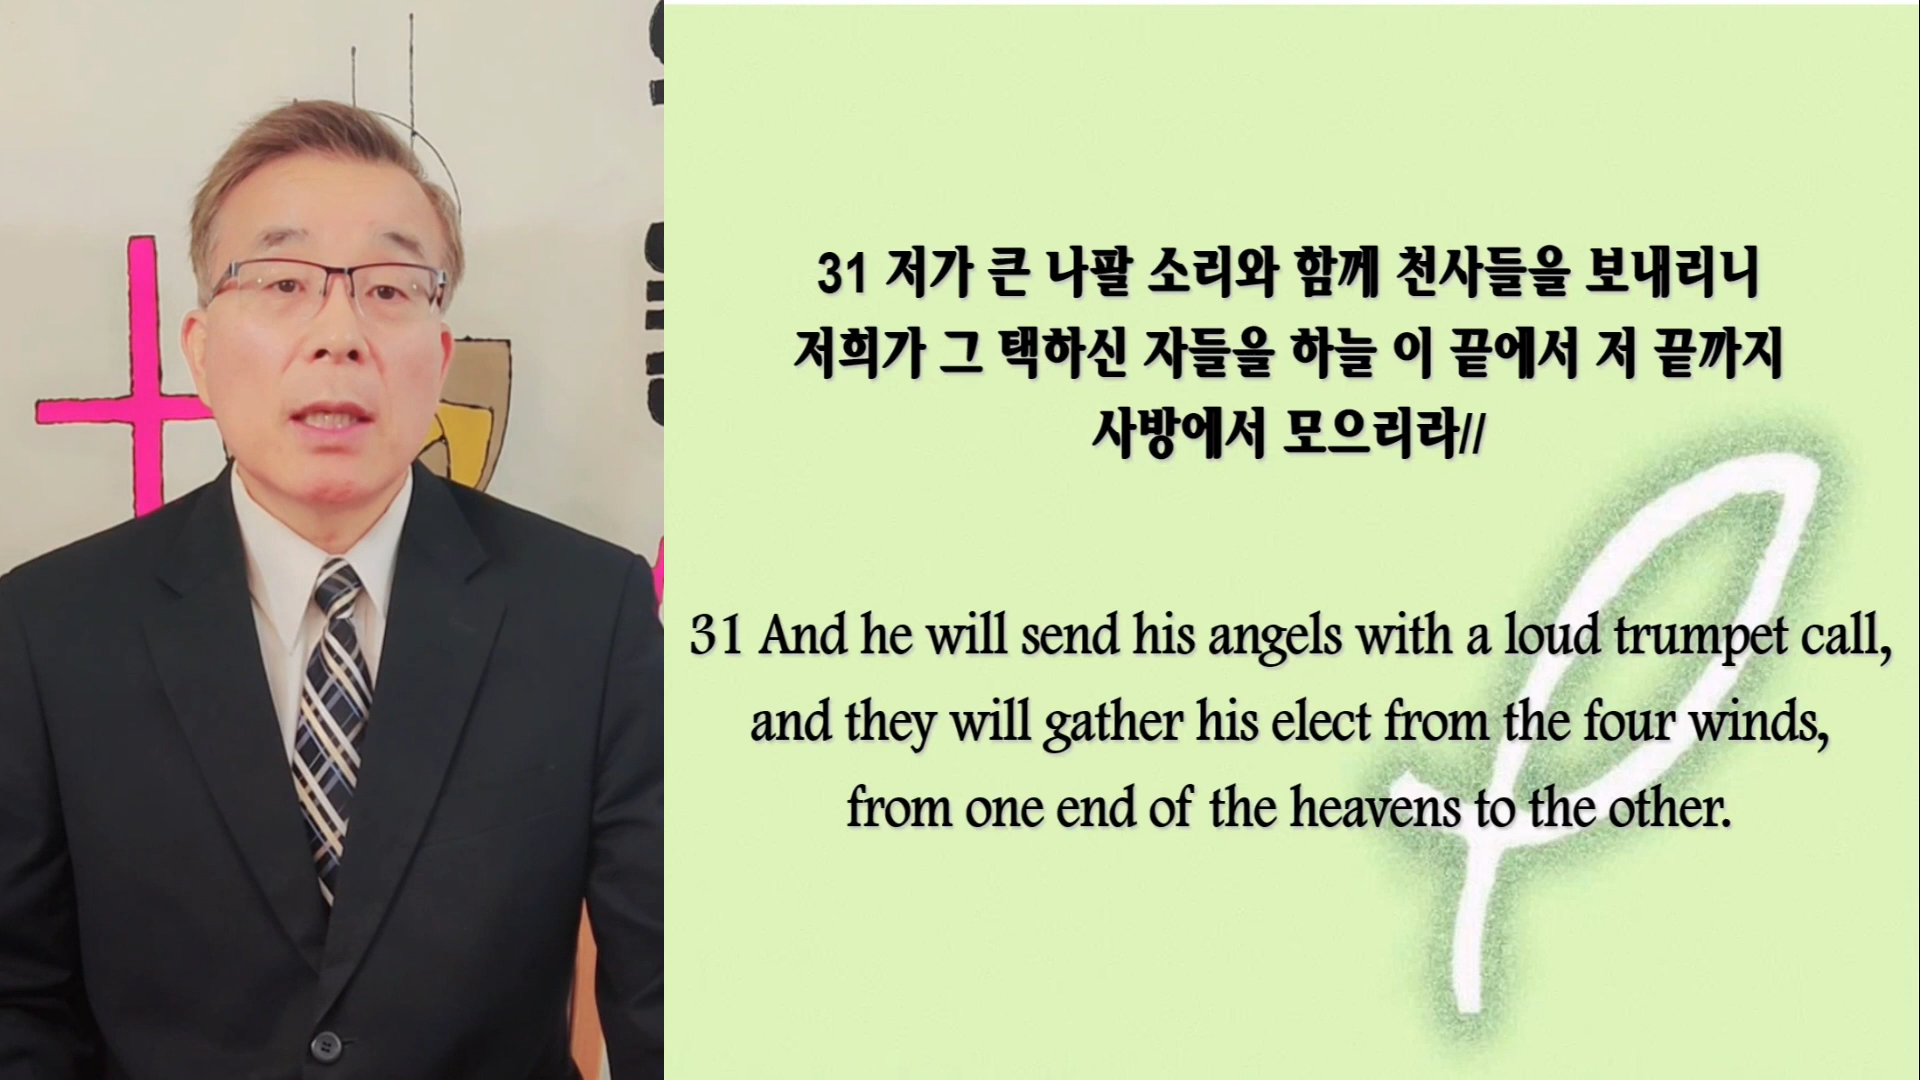 31 저가 큰 나팔 소리와 함께 천사들을 보내리니
저희가 그 택하신 자들을 하늘 이 끝에서 저 끝까지
사방에서 모으리라//
31 And he will send his angels with a loud trumpet call,
and they will gather his elect from the four winds,
from one end of the heavens to the other.